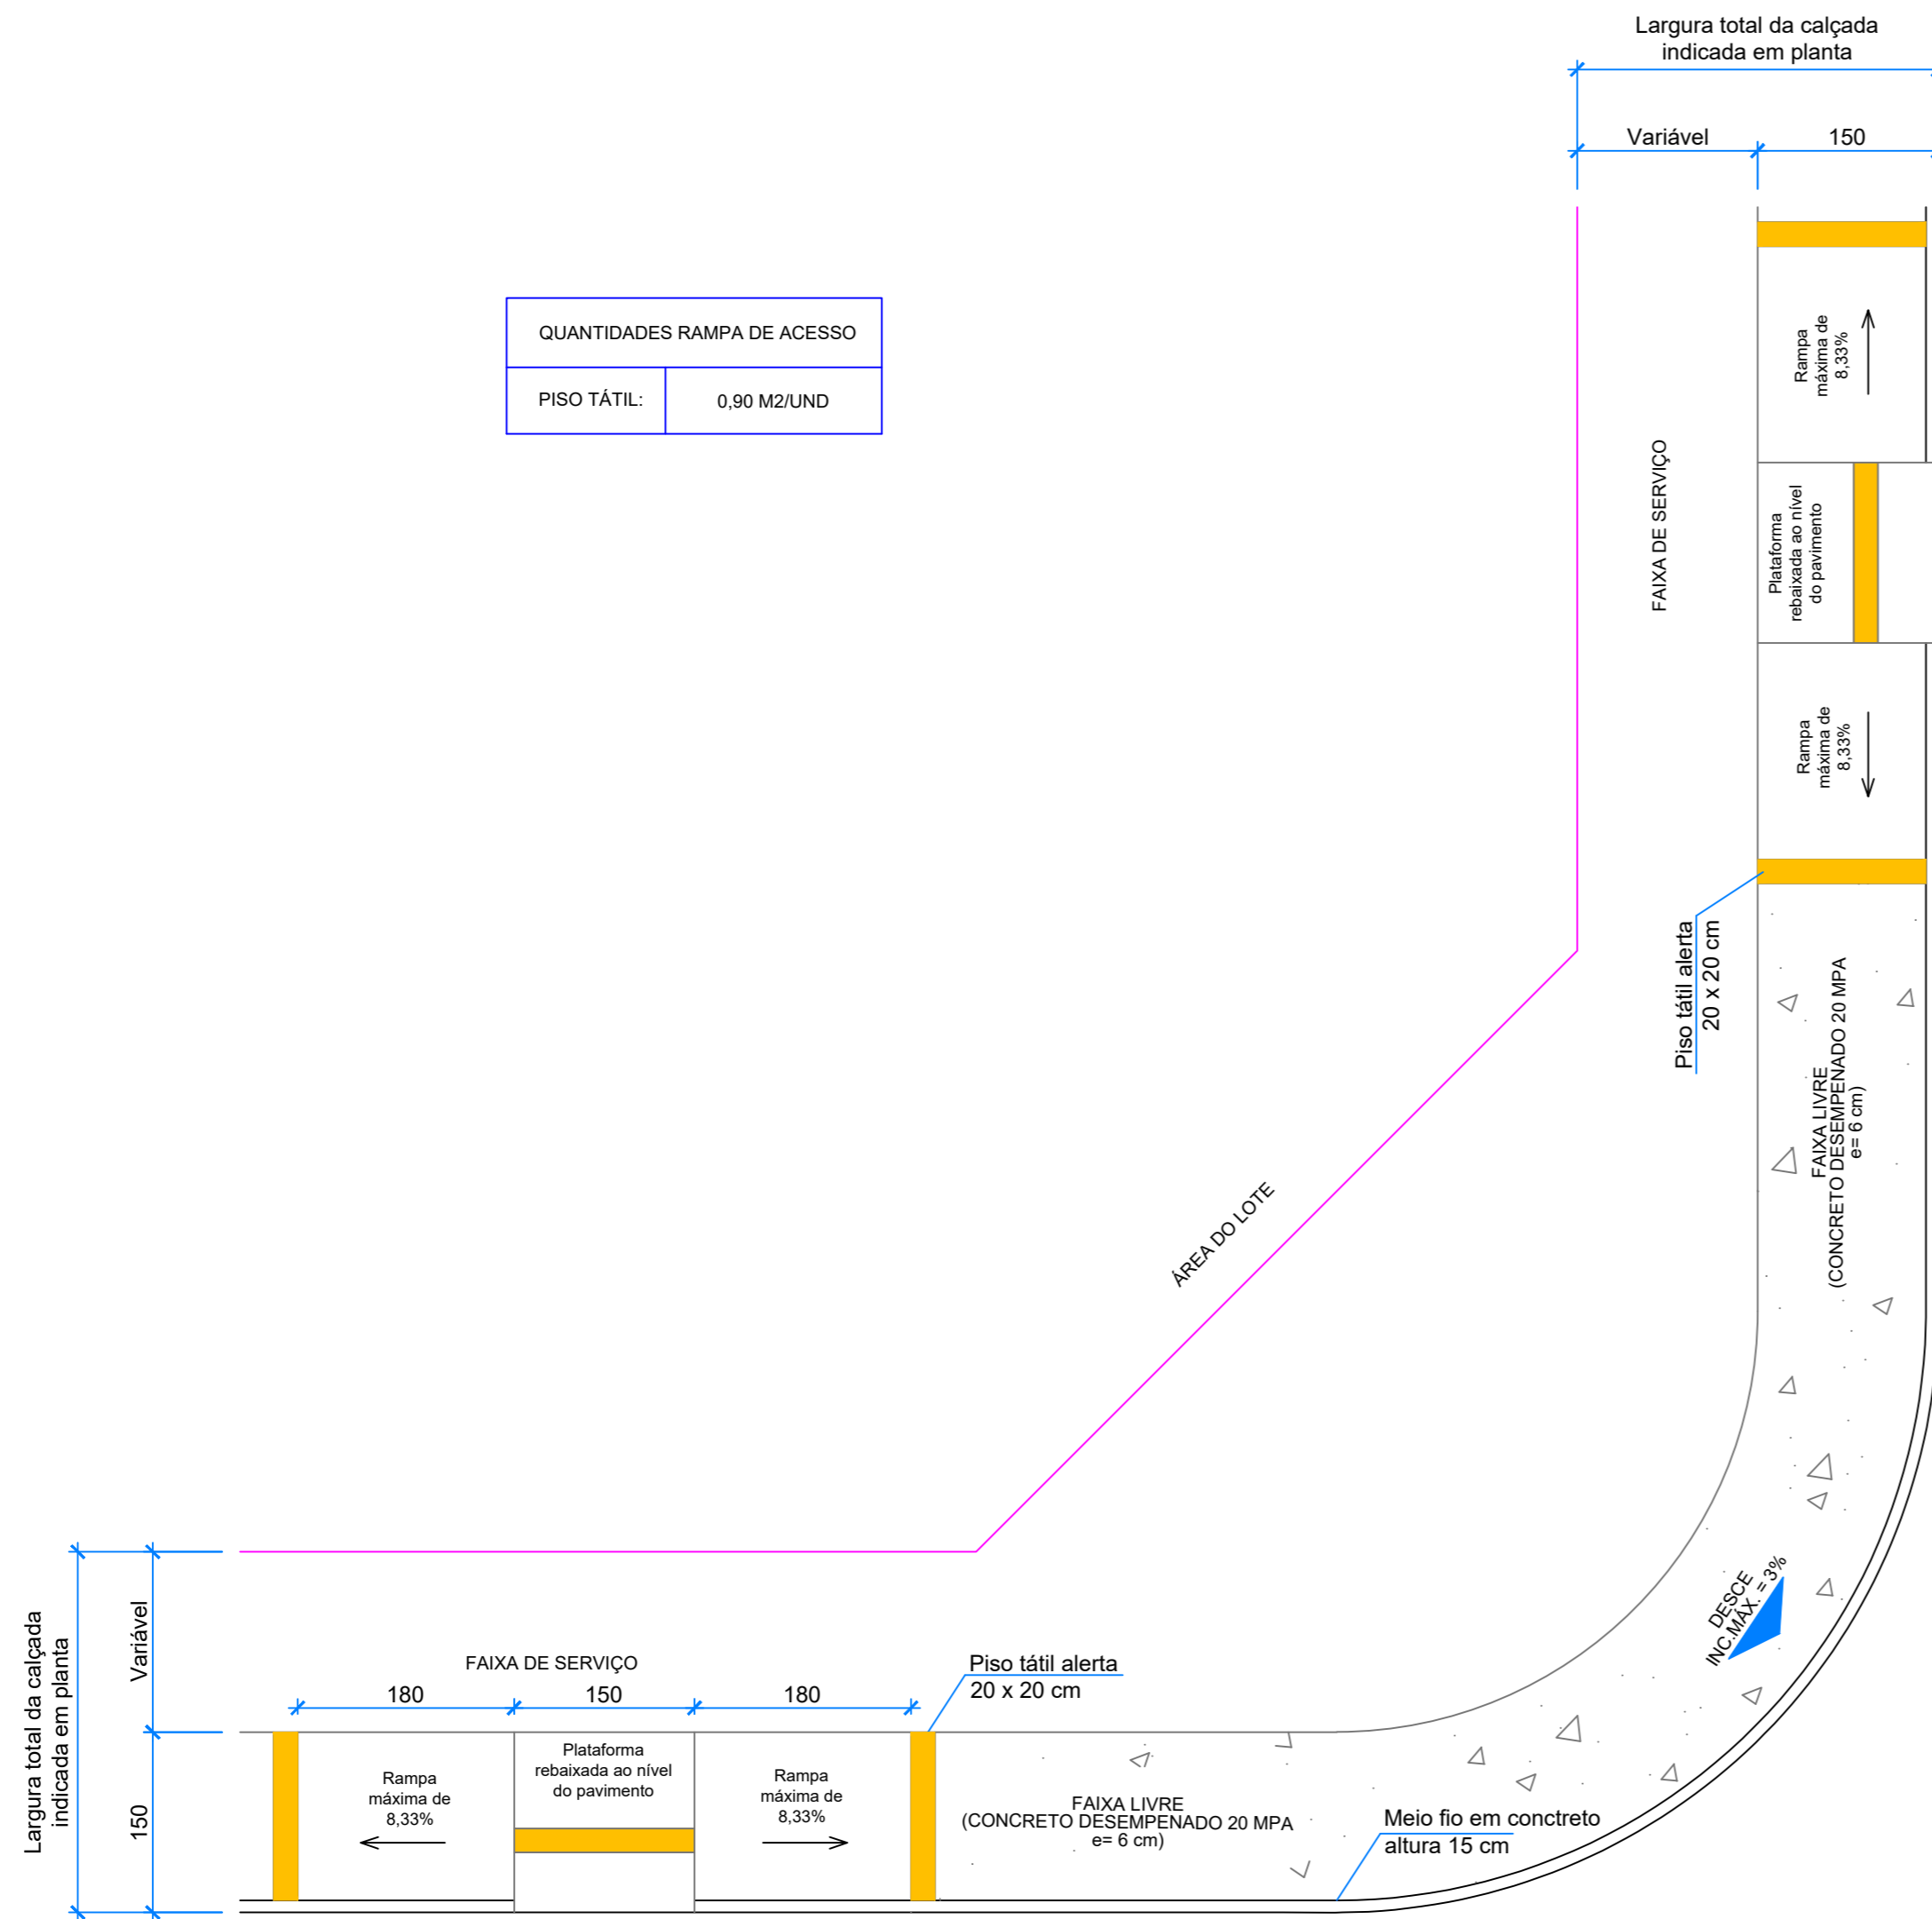 Largura total da calçada
indicada em planta
Variável
150
QUANTIDADES RAMPA DE ACESSO
PISO TÁTIL:
0,90 M2/UND
Rampa
máxima de
8,33%
FAIXA DE SERVIÇO
Plataforma
rebaixada ao nível
do pavimento
Rampa
máxima de
8,33%
Piso tátil alerta
20 x 20 cm
FAIXA LIVRE
(CONCRETO DESEMPENADO 20 MPA
e= 6 cm)
ÁREA DO LOTE
DESCE
INC.MÁX. = 3%
Largura total da calçada
indicada em planta
Variável
150
FAIXA DE SERVIÇO
180
150
180
Piso tátil alerta
20 x 20 cm
Rampa
máxima de
8,33%
Plataforma
rebaixada ao nível
do pavimento
Rampa
máxima de
8,33%
FAIXA LIVRE
(CONCRETO DESEMPENADO 20 MPA
e= 6 cm)
Meio fio em conctreto
altura 15 cm